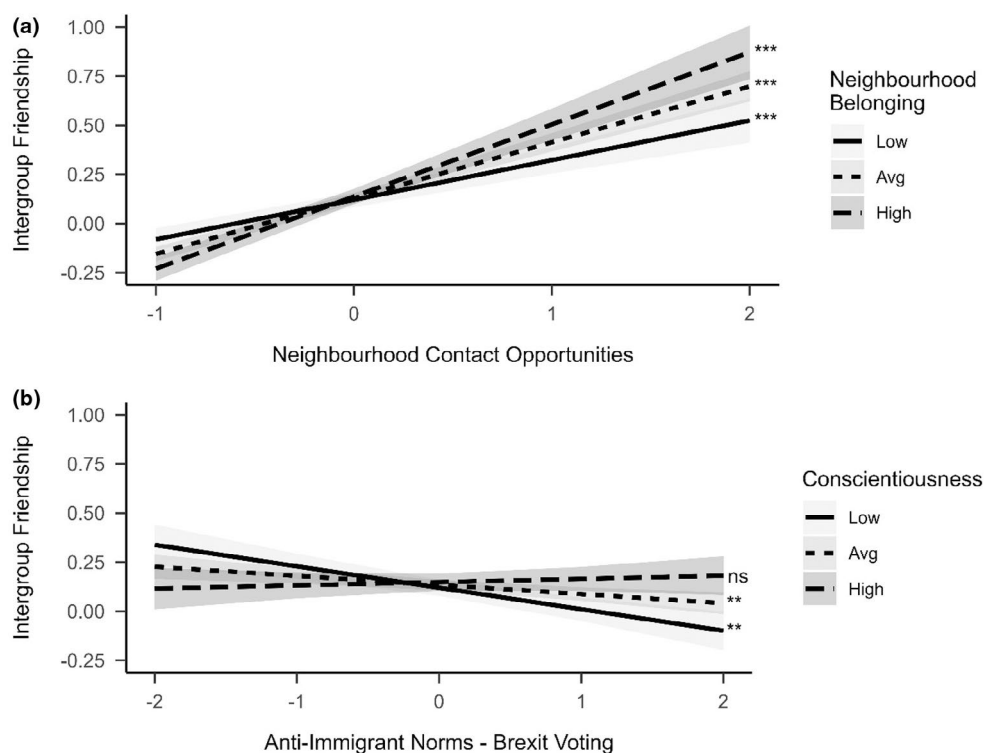 (a)
1.00
0.75
0.50
0.25
0.00
-0.25
Intergroup Friendship
-1
0
1
2
Neighbourhood Contact Opportunities
***
***
***
Neighbourhood
Belonging
Low
Avg
High
(b)
1.00
0.75
0.50
0.25
0.00
-0.25
Intergroup Friendship
-2
-1
0
1
2
Anti-Immigrant Norms - Brexit Voting
ns
**
**
Conscientiousness
Low
Avg
High